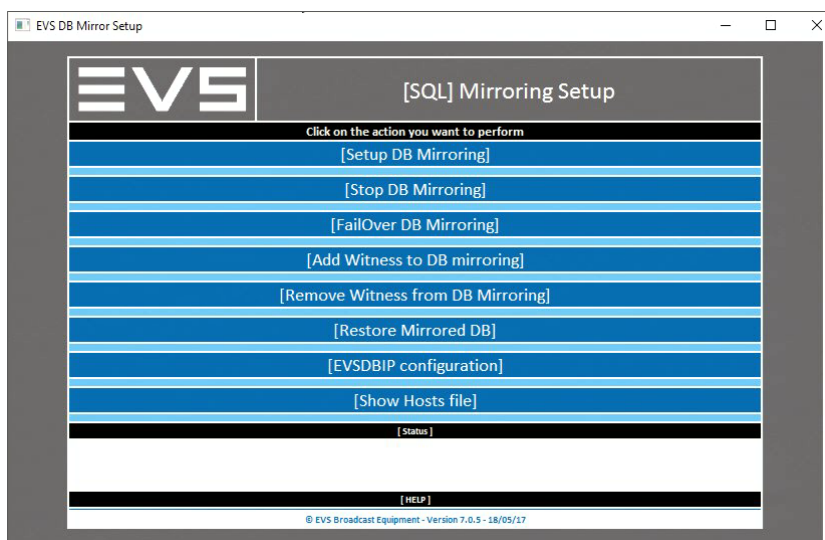 EVS DB Mirror Setup
EVS
[SQL] Mirroring Setup
Click on the action you want to perform
[Setup DB Mirroring]
[Stop DB Mirroring]
[FailOver DB Mirroring]
[Add Witness to DB mirroring]
[Remove Witness from DB Mirroring]
[Restore Mirrored DB]
[EVSDBIP configuration]
[Show Hosts file]
[ Status ]
[ HELP ]
© EVS Broadcast Equipment - Version 7.0.5 - 18/05/17